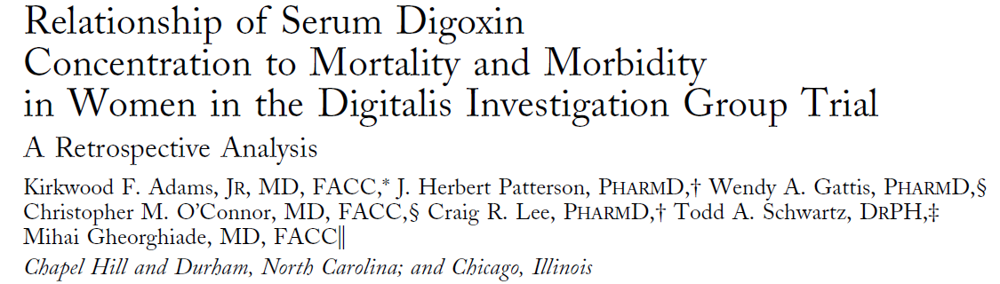 Relationship of Serum Digoxin
Concentration to Mortality and Morbidity
in Women in the Digitalis Investigation Group Trial
A Retrospective Analysis
Kirkwood F. Adams, JR, MD, FACC,* J. Herbert Patterson, PHARMD,† Wendy A. Gattis, PHARMD,§
Christopher M. O’Connor, MD, FACC,§ Craig R. Lee, PHARMD,† Todd A. Schwartz, DRPH,‡
Mihai Gheorghiade, MD, FACC||
Chapel Hill and Durham, North Carolina; and Chicago, Illinois